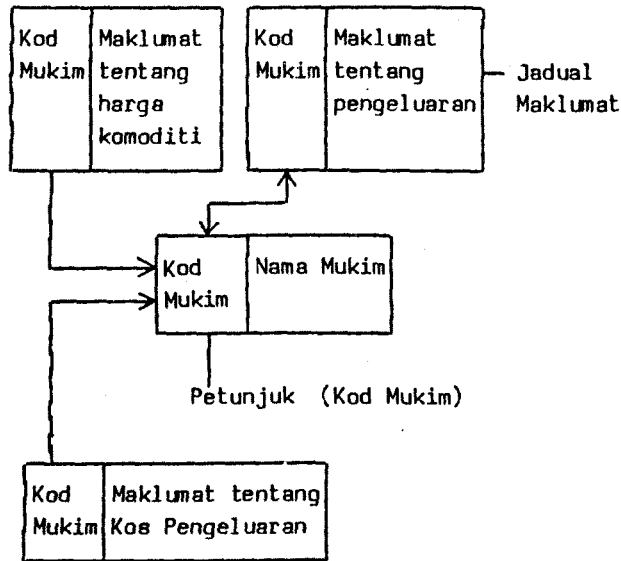 Kod Mukim
Maklumat tentang harga komoditi
Kod Mukim
Maklumat tentang pengeluaran
Jadual Maklumat
Kod Mukim
Nama Mukim
Petunjuk (Kod Mukim)
Kod Mukim
Maklumat tentang Kos Pengeluaran